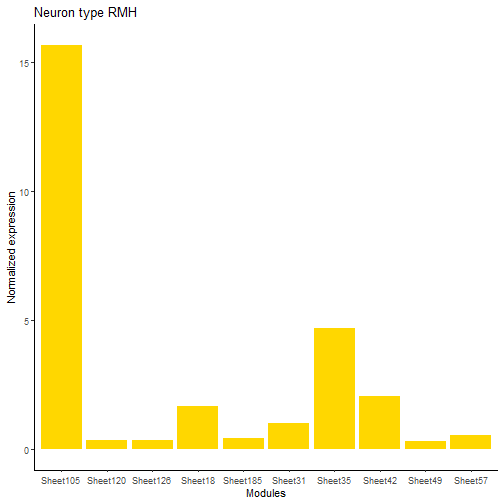 Neuron type RMH
Normalized expression
15
10
5
0
Sheet105 Sheet120 Sheet126 Sheet18 Sheet185 Sheet31 Sheet35 Sheet42 Sheet49 Sheet57
Modules